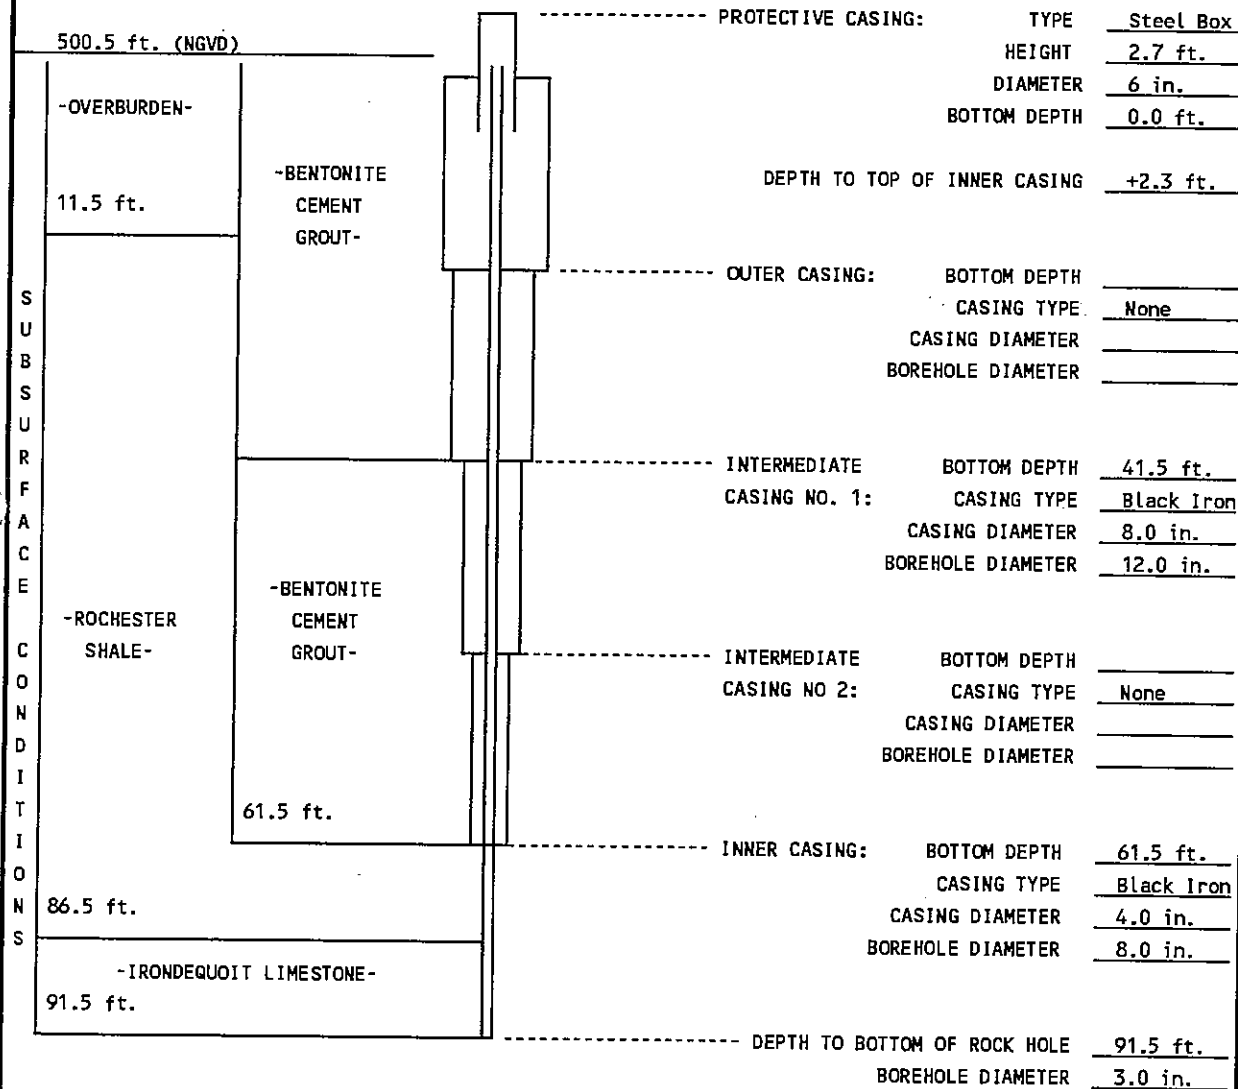 PROTECTIVE CASING: TYPE Steel Box
500.5 ft. (NGVD)
HEIGHT 2.7 ft.
DIAMETER 6 in.
BOTTOM DEPTH 0.0 ft.
-OVERBURDEN-
11.5 ft.
-BENTONITE
CEMENT
GROUT-
DEPTH TO TOP OF INNER CASING +2.3 ft.
OUTER CASING: BOTTOM DEPTH
CASING TYPE None
CASING DIAMETER
BOREHOLE DIAMETER
SUBSURFACE CONDITIONS
INTERMEDIATE BOTTOM DEPTH 41.5 ft.
CASING NO. 1: CASING TYPE Black Iron
CASING DIAMETER 8.0 in.
BOREHOLE DIAMETER 12.0 in.
-ROCHESTER
SHALE-
-BENTONITE
CEMENT
GROUT-
61.5 ft.
INTERMEDIATE BOTTOM DEPTH
CASING NO 2: CASING TYPE None
CASING DIAMETER
BOREHOLE DIAMETER
INNER CASING: BOTTOM DEPTH 61.5 ft.
CASING TYPE Black Iron
CASING DIAMETER 4.0 in.
BOREHOLE DIAMETER 8.0 in.
86.5 ft.
-IRONDEQUOIT LIMESTONE-
91.5 ft.
DEPTH TO BOTTOM OF ROCK HOLE 91.5 ft.
BOREHOLE DIAMETER 3.0 in.